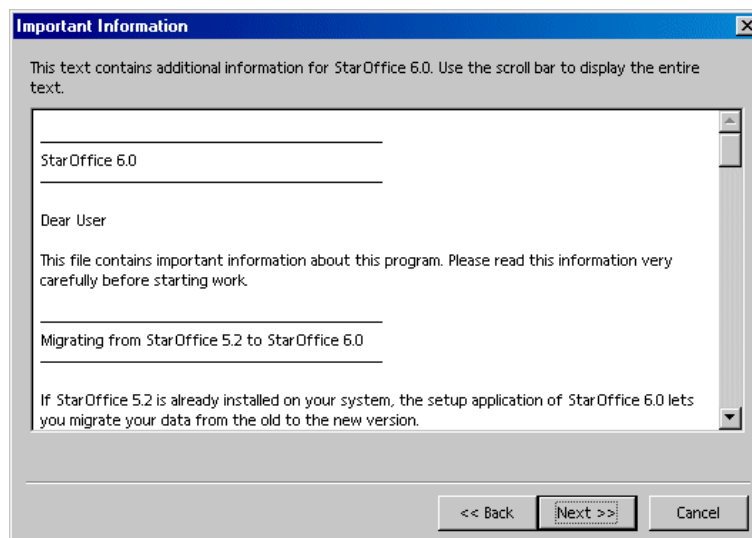 Important Information
This text contains additional information for StarOffice 6.0. Use the scroll bar to display the entire
text.
StarOffice 6.0
Dear User
This file contains important information about this program. Please read this information very
carefully before starting work.
Migrating from StarOffice 5.2 to StarOffice 6.0
If StarOffice 5.2 is already installed on your system, the setup application of StarOffice 6.0 lets
you migrate your data from the old to the new version.
<< Back
Next >>
Cancel